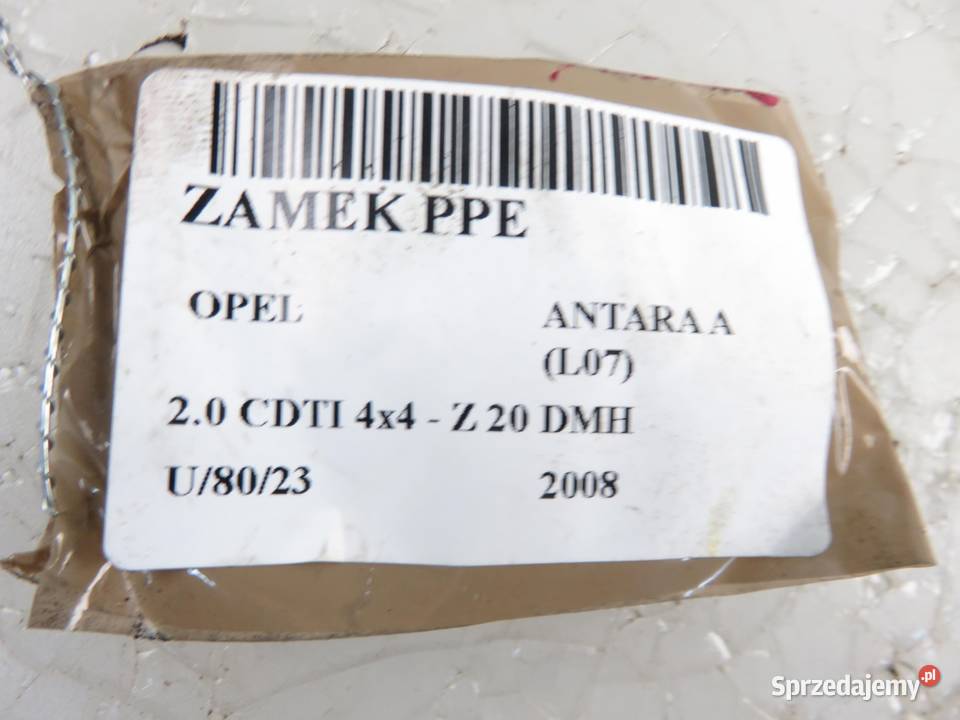 ZAMEK PPE
OPEL ANTARA A
(L07)
2.0 CDTI 4x4 - Z 20 DMH
U/80/23 2008
Sprzedajemy.pl